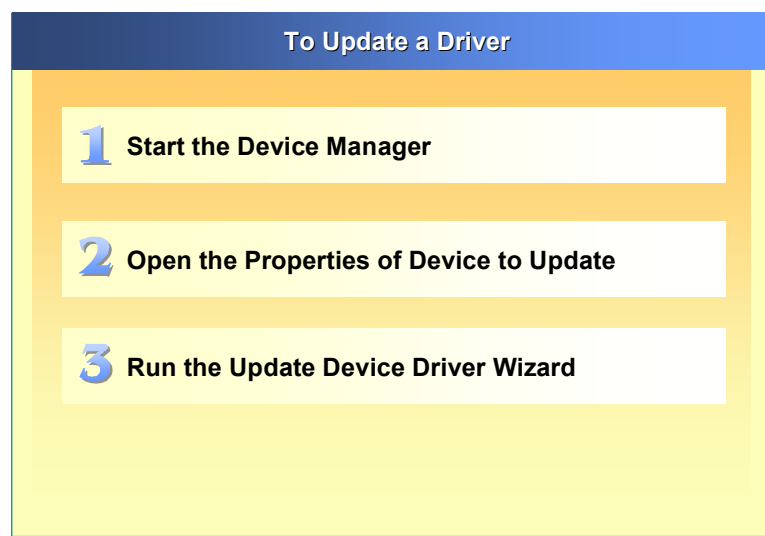 To Update a Driver
1 Start the Device Manager
2 Open the Properties of Device to Update
3 Run the Update Device Driver Wizard